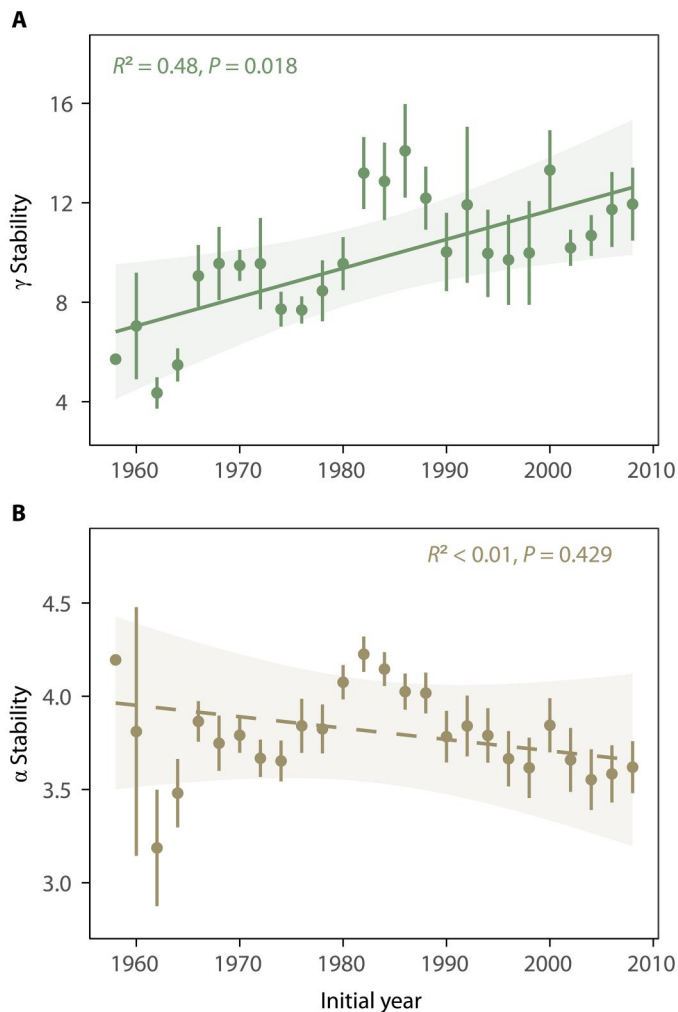 A
R² = 0.48, P = 0.018
16
12
8
4
γ Stability
1960 1970 1980 1990 2000 2010
B
R² < 0.01, P = 0.429
4.5
4.0
3.5
3.0
α Stability
1960 1970 1980 1990 2000 2010
Initial year